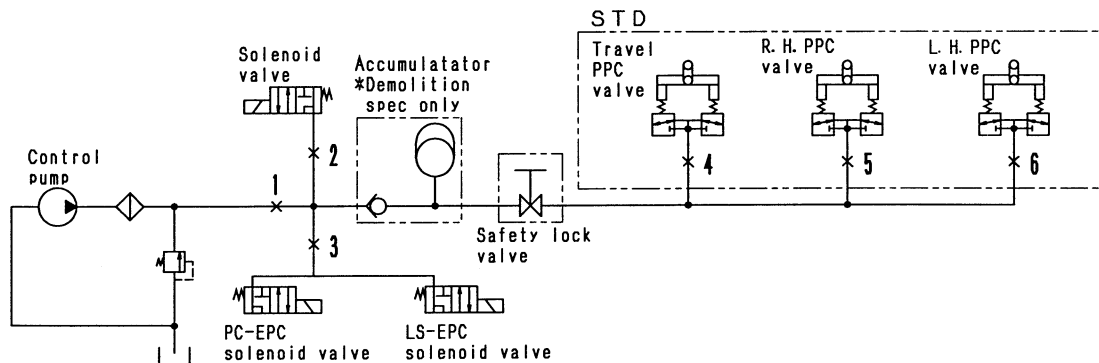 STD
Solenoid
valve
Accumulatator
*Demolition
spec only
Travel
PPC
valve
R.H. PPC
valve
L.H. PPC
valve
Control
pump
1
2
3
4
5
6
Safety lock
valve
PC-EPC
solenoid valve
LS-EPC
solenoid valve